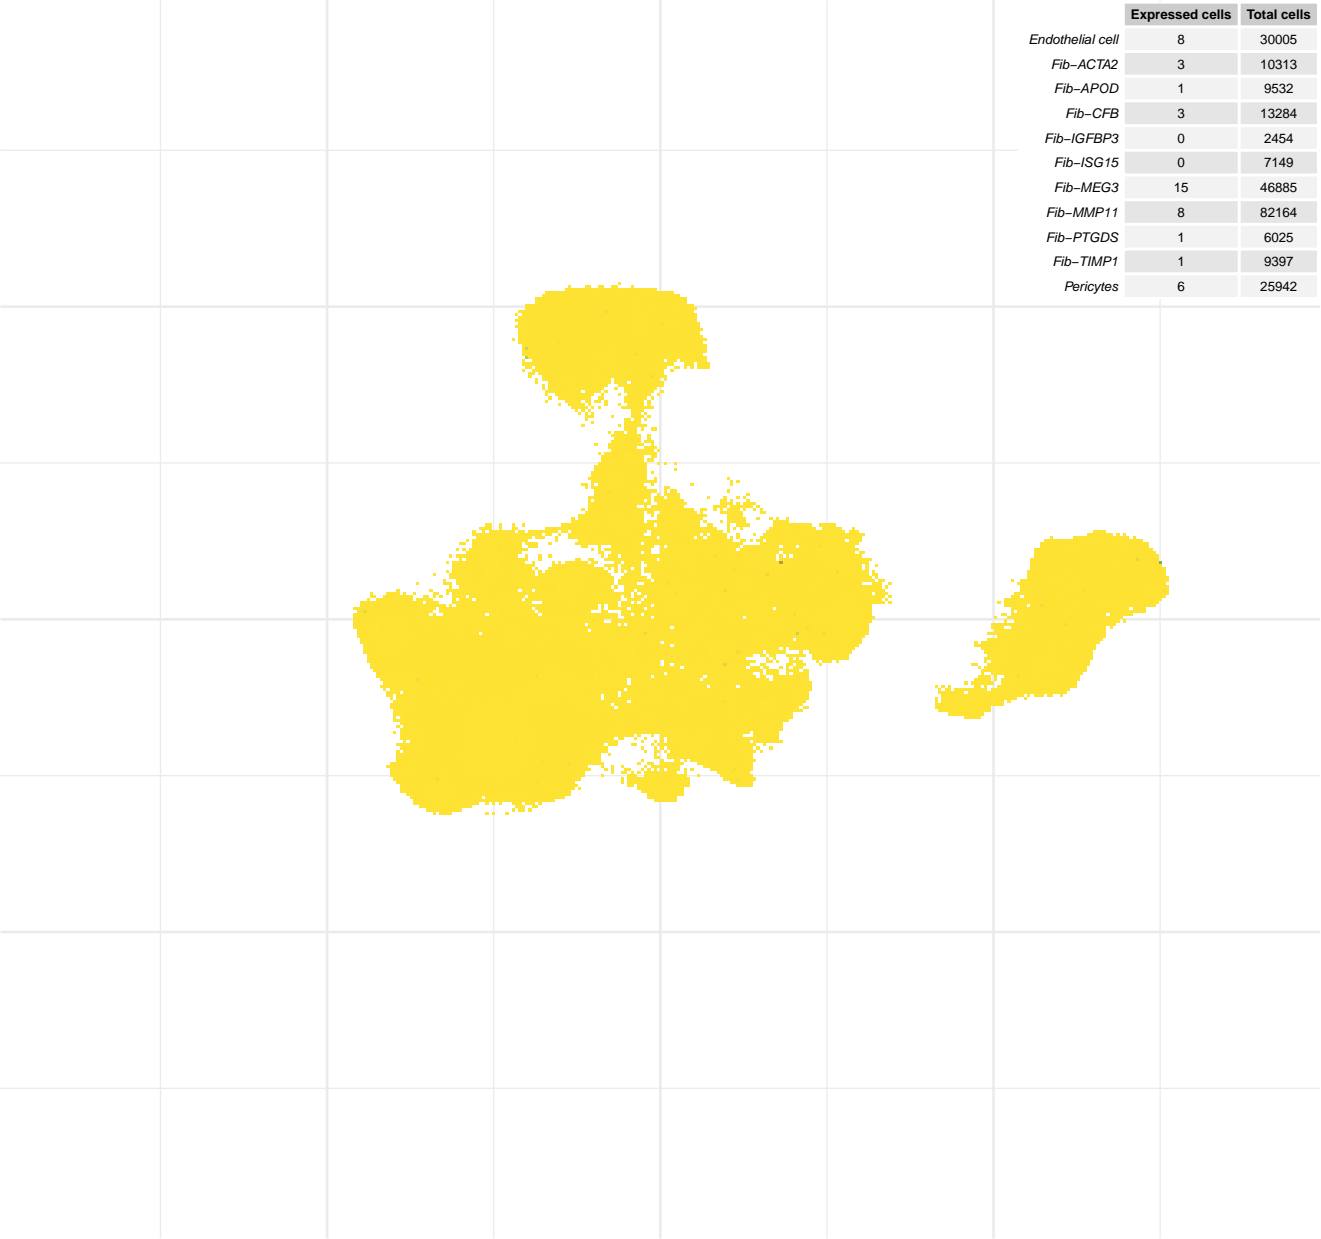 Expressed cells Total cells
Endothelial cell 8 30005
Fib−ACTA2 3 10313
Fib−APOD 1 9532
Fib−CFB 3 13284
Fib−IGFBP3 0 2454
Fib−ISG15 0 7149
Fib−MEG3 15 46885
Fib−MMP11 8 82164
Fib−PTGDS 1 6025
Fib−TIMP1 1 9397
Pericytes 6 25942